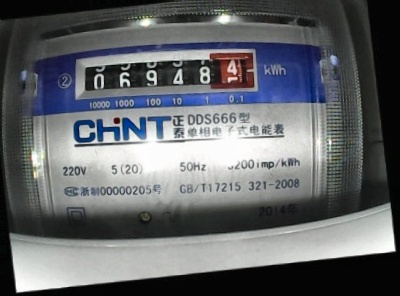 ② 06948 kWh
10000 1000 100 10 1 0.1
CHNT 正泰 DDS666型
单相电子式电能表
220V 5(20) 50Hz 3200imp/kWh
浙制00000205号 GB/T17215 321-2008
2014年